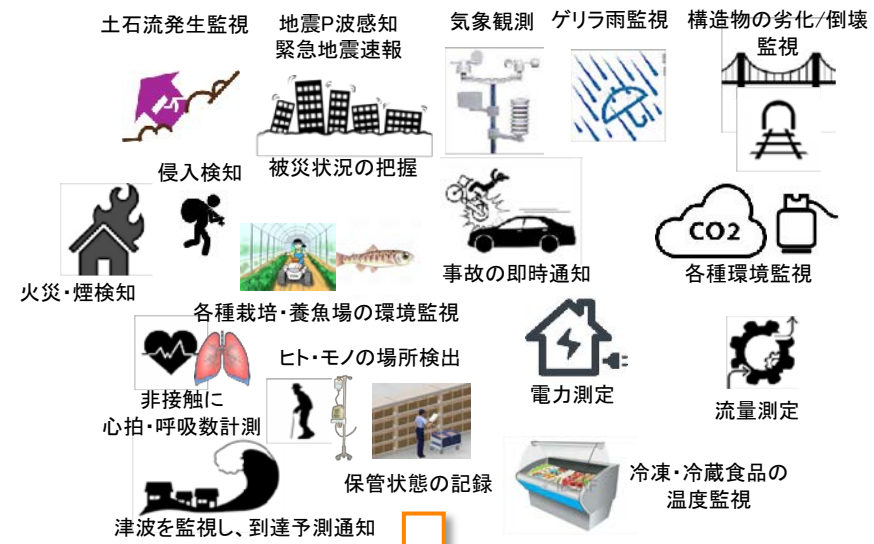 土石流発生監視
地震P波感知
緊急地震速報
気象観測
ゲリラ雨監視
構造物の劣化/倒壊
監視
侵入検知
被災状況の把握
CO2
火災・煙検知
事故の即時通知
各種環境監視
各種栽培・養魚場の環境監視
ヒト・モノの場所検出
非接触に
心拍・呼吸数計測
電力測定
流量測定
保管状態の記録
冷凍・冷蔵食品の
温度監視
津波を監視し、到達予測通知